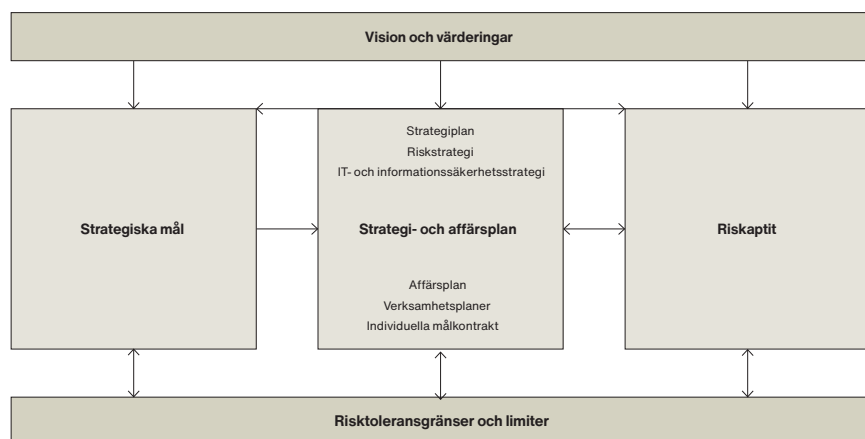 Vision och värderingar
Strategiplan
Riskstrategi
IT- och informationssäkerhetsstrategi
Strategiska mål
Strategi- och affärsplan
Riskaptit
Affärsplan
Verksamhetsplaner
Individuella målkontrakt
Risktoleransgränser och limiter